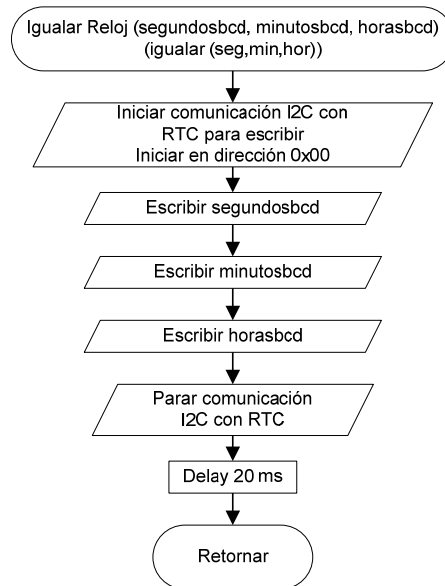 Igualar Reloj (segundosbcd, minutosbcd, horasbcd)
(igualar (seg,min,hor))
Iniciar comunicación I2C con
RTC para escribir
Iniciar en dirección 0x00
Escribir segundosbcd
Escribir minutosbcd
Escribir horasbcd
Parar comunicación
I2C con RTC
Delay 20 ms
Retornar